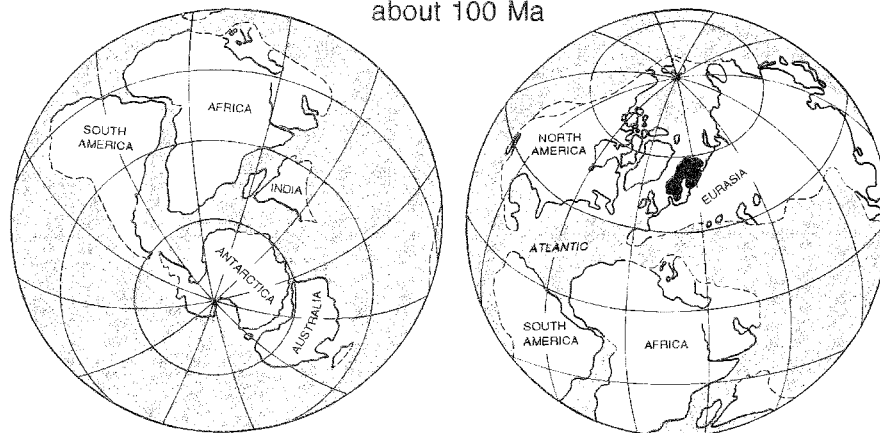 about 100 Ma
SOUTH
AMERICA
AFRICA
INDIA
ANTARCTICA
AUSTRALIA
NORTH
AMERICA
EURASIA
ATLANTIC
SOUTH
AMERICA
AFRICA